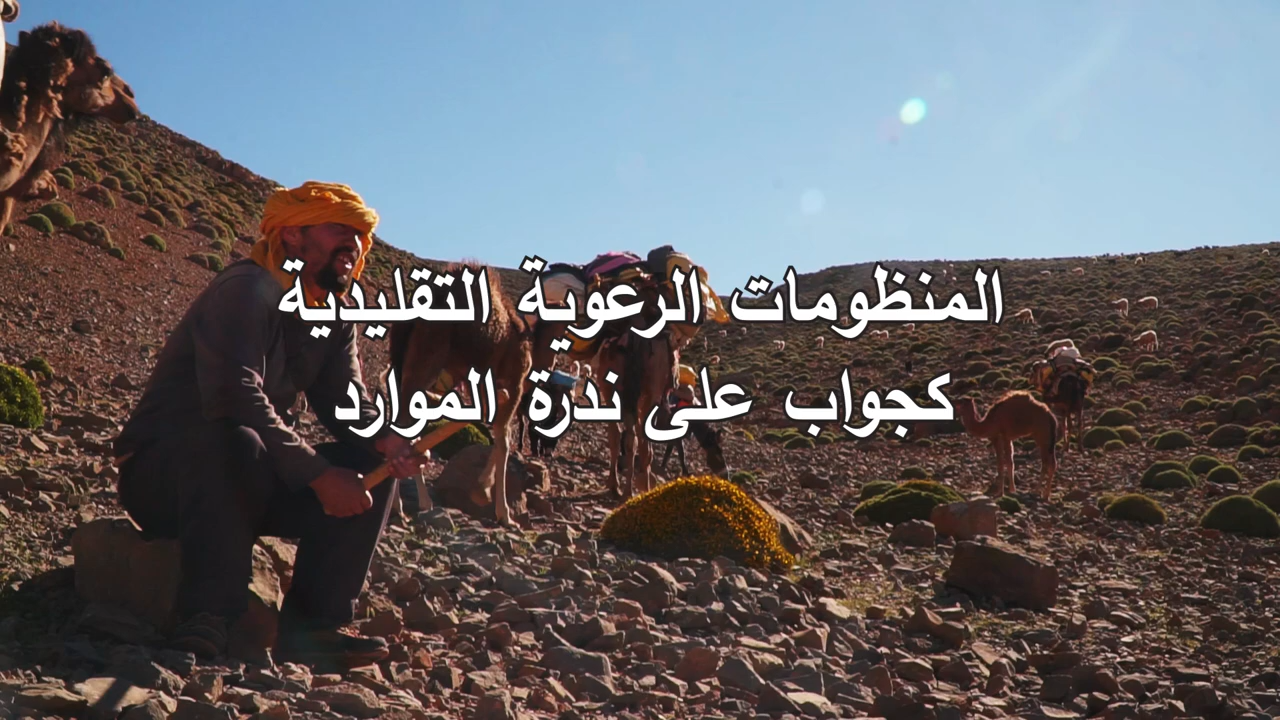 المنظومات الرعوية التقليدية
كجواب على ندرة الموارد